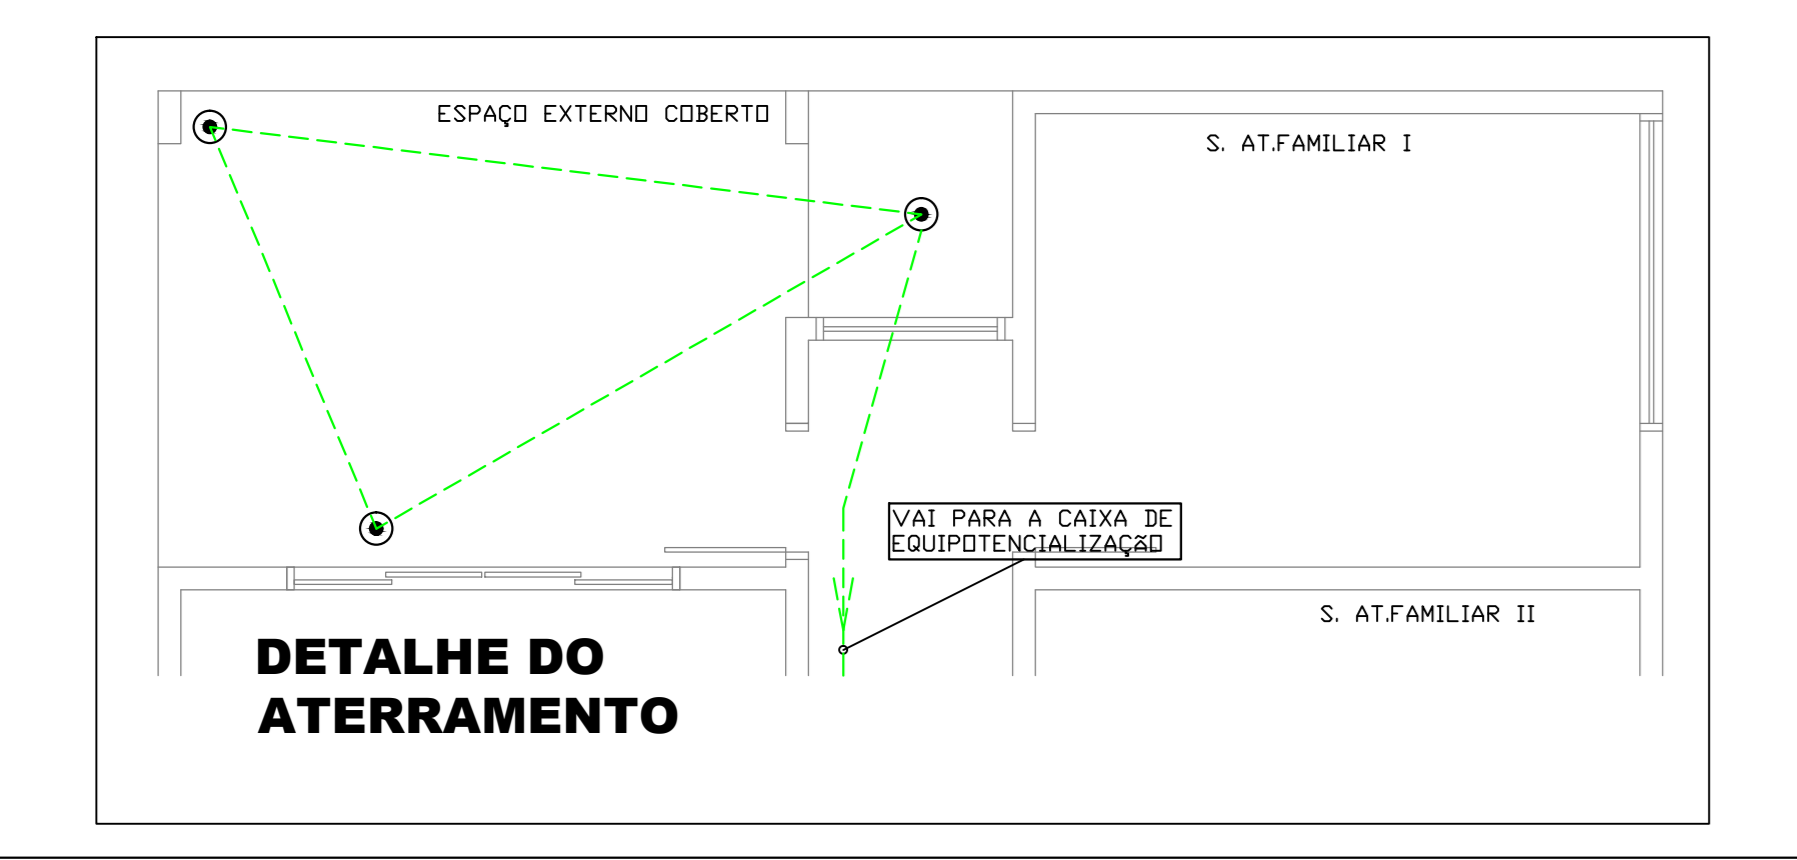 ESPAÇO EXTERNO COBERTO
S. AT.FAMILIAR I
VAI PARA A CAIXA DE
EQUIPOTENCIALIZAÇÃO
S. AT.FAMILIAR II
DETALHE DO
ATERRAMENTO